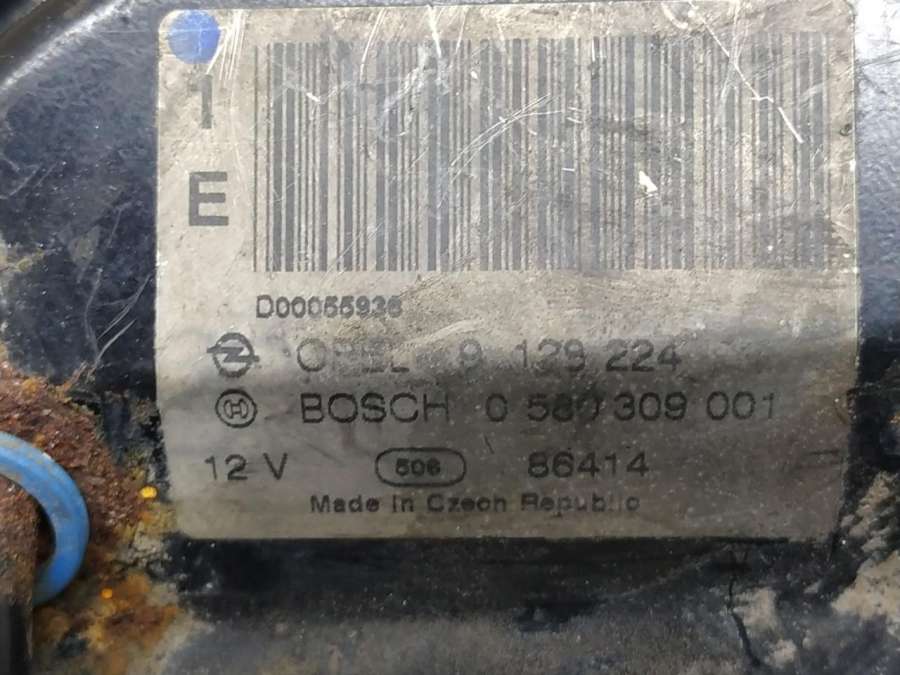 1
E
D00055936
OPEL 9 129 224
BOSCH 0 580 309 001
12 V 506 86414
Made in Czech Republic